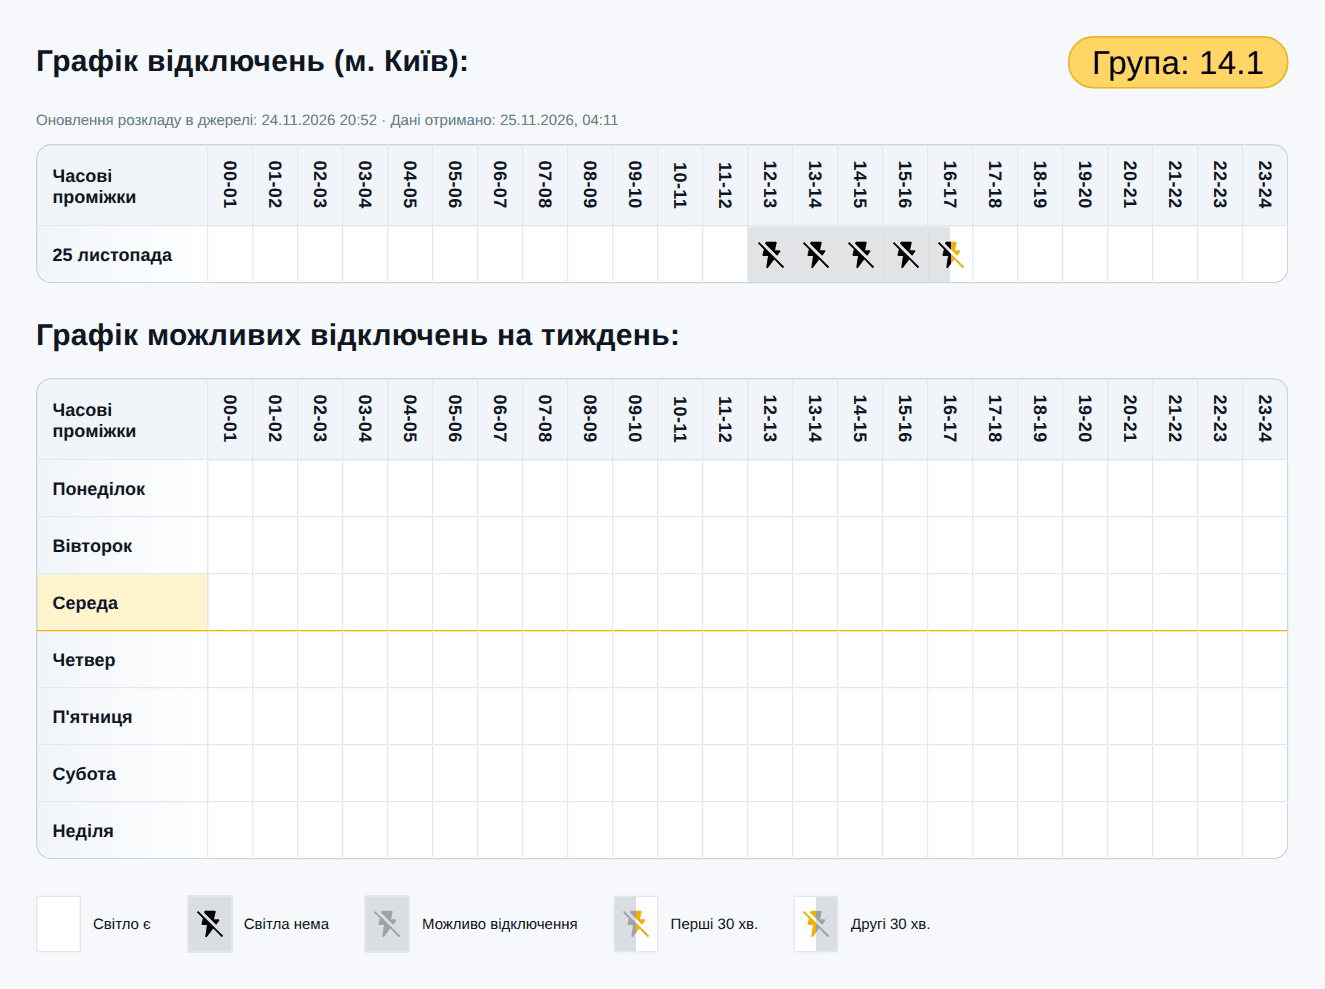 Графік відключень (м. Київ):
Група: 14.1
Оновлення розкладу в джерелі: 24.11.2026 20:52 · Дані отримано: 25.11.2026, 04:11
Часові проміжки 00-01 01-02 02-03 03-04 04-05 05-06 06-07 07-08 08-09 09-10 10-11 11-12 12-13 13-14 14-15 15-16 16-17 17-18 18-19 19-20 20-21 21-22 22-23 23-24
25 листопада
Графік можливих відключень на тиждень:
Часові проміжки 00-01 01-02 02-03 03-04 04-05 05-06 06-07 07-08 08-09 09-10 10-11 11-12 12-13 13-14 14-15 15-16 16-17 17-18 18-19 19-20 20-21 21-22 22-23 23-24
Понеділок
Вівторок
Середа
Четвер
П'ятниця
Субота
Неділя
Світло є Світла нема Можливо відключення Перші 30 хв. Другі 30 хв.